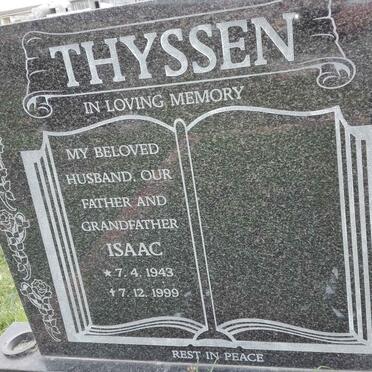 THYSSEN
IN LOVING MEMORY
MY BELOVED
HUSBAND, OUR
FATHER AND
GRANDFATHER
ISAAC
* 7. 4. 1943
† 7. 12. 1999
REST IN PEACE